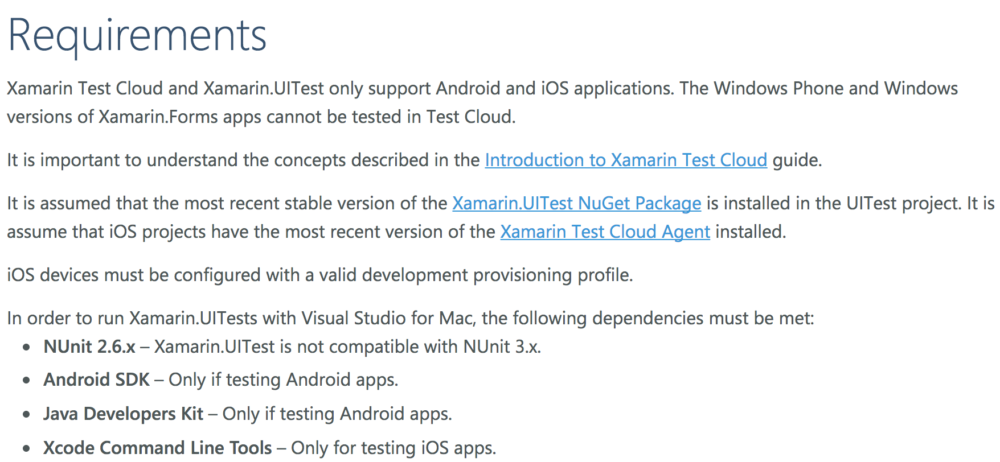 Requirements
Xamarin Test Cloud and Xamarin.UITest only support Android and iOS applications. The Windows Phone and Windows
versions of Xamarin.Forms apps cannot be tested in Test Cloud.
It is important to understand the concepts described in the Introduction to Xamarin Test Cloud guide.
It is assumed that the most recent stable version of the Xamarin.UITest NuGet Package is installed in the UITest project. It is
assume that iOS projects have the most recent version of the Xamarin Test Cloud Agent installed.
iOS devices must be configured with a valid development provisioning profile.
In order to run Xamarin.UITests with Visual Studio for Mac, the following dependencies must be met:
• NUnit 2.6.x – Xamarin.UITest is not compatible with NUnit 3.x.
• Android SDK – Only if testing Android apps.
• Java Developers Kit – Only if testing Android apps.
• Xcode Command Line Tools – Only for testing iOS apps.